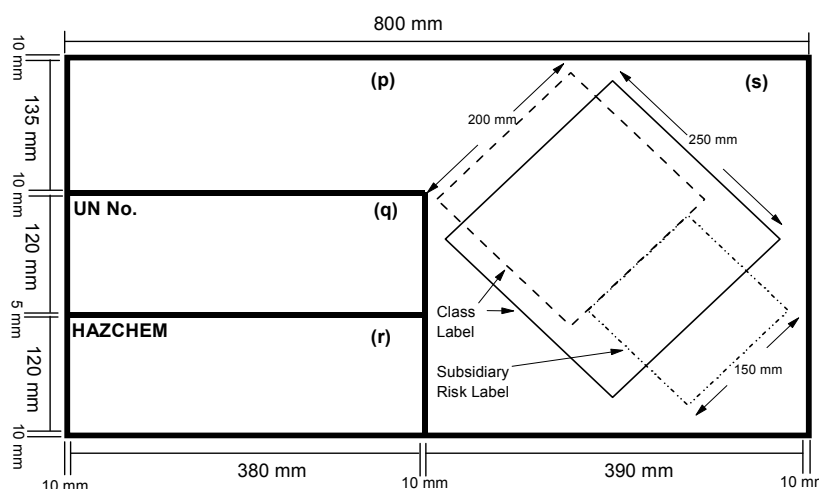 800 mm
10 mm
(p)
(s)
200 mm
250 mm
135 mm
10 mm
UN No.
(q)
120 mm
5 mm
Class
Label
HAZCHEM
(r)
Subsidiary
Risk Label
150 mm
120 mm
10 mm
380 mm
390 mm
10 mm
10 mm
10 mm